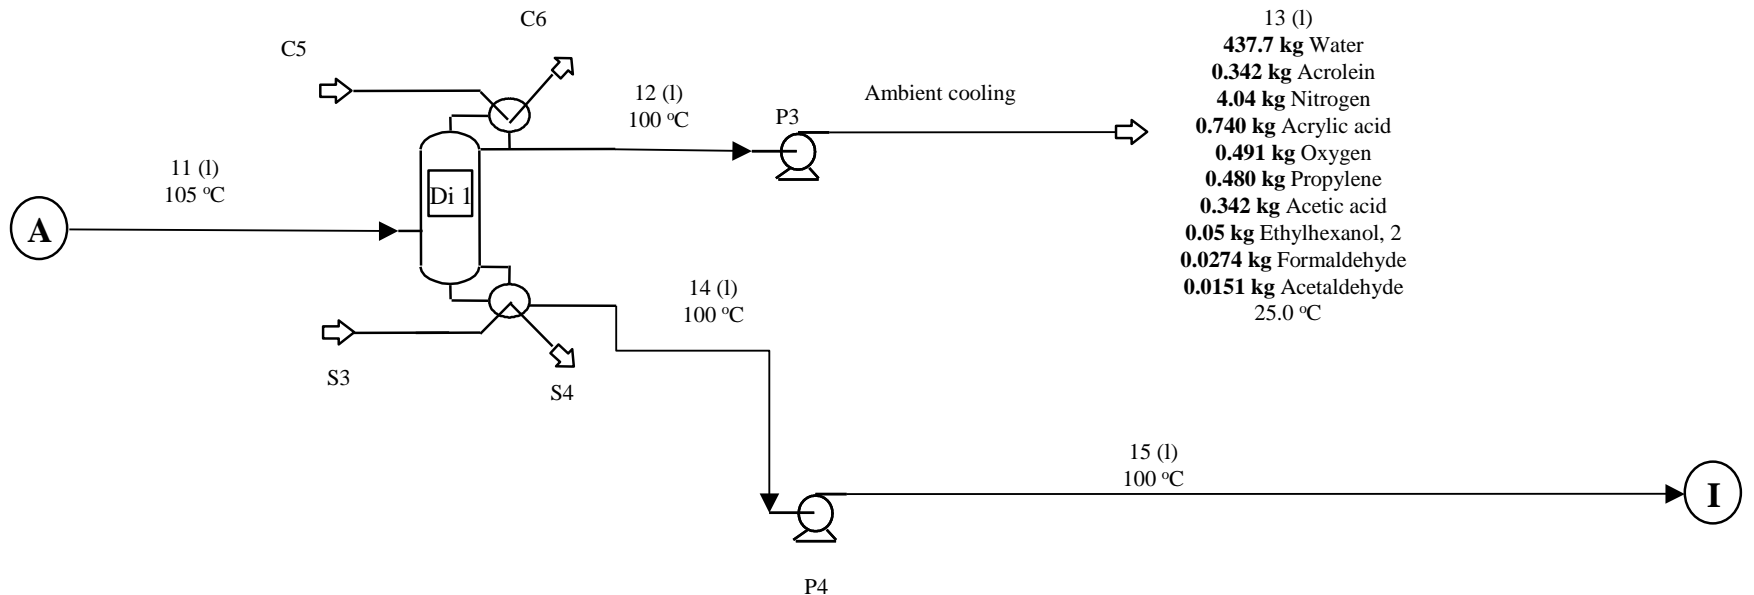 C6
C5
13 (l)
437.7 kg Water
0.342 kg Acrolein
4.04 kg Nitrogen
0.740 kg Acrylic acid
0.491 kg Oxygen
0.480 kg Propylene
0.342 kg Acetic acid
0.05 kg Ethylhexanol, 2
0.0274 kg Formaldehyde
0.0151 kg Acetaldehyde
25.0 ºC
12 (l)
100 ºC
P3
Ambient cooling
11 (l)
105 ºC
A
Di 1
14 (l)
100 ºC
S3
S4
15 (l)
100 ºC
I
P4